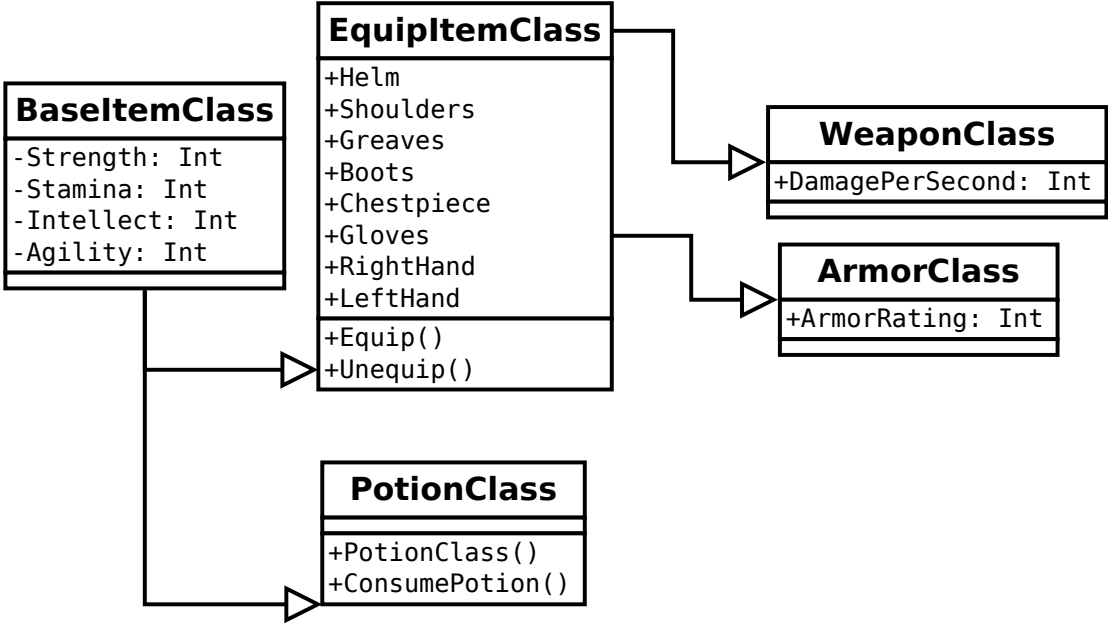 BaseItemClass
-Strength: Int
-Stamina: Int
-Intellect: Int
-Agility: Int
EquipItemClass
+Helm
+Shoulders
+Greaves
+Boots
+Chestpiece
+Gloves
+RightHand
+LeftHand
+Equip()
+Unequip()
WeaponClass
+DamagePerSecond: Int
ArmorClass
+ArmorRating: Int
PotionClass
+PotionClass()
+ConsumePotion()